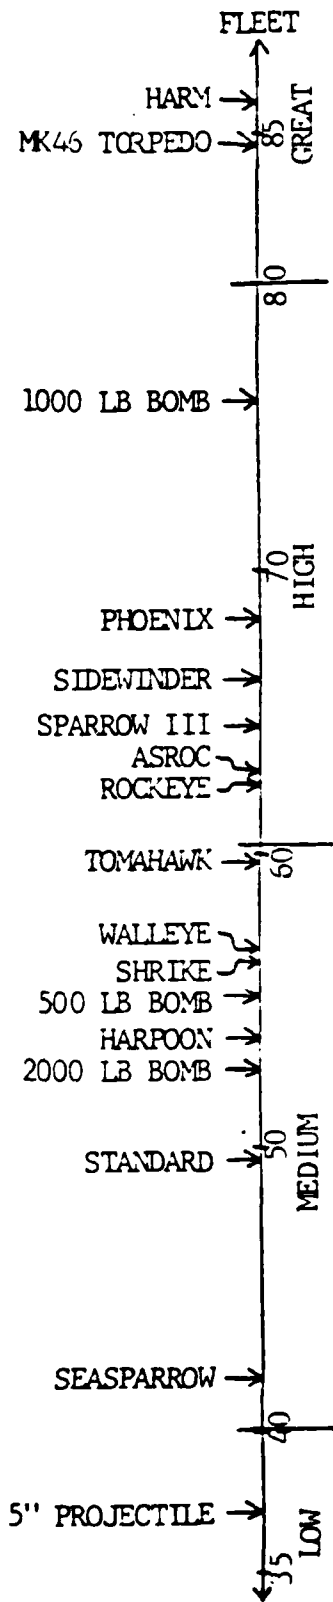 FLEET
HARM
85
GREAT
MK46 TORPEDO
80
1000 LB BOMB
70
HIGH
PHOENIX
SIDEWINDER
SPARROW III
ASROC
ROCKEYE
60
TOMAHAWK
WALLEYE
SHRIKE
500 LB BOMB
HARPOON
2000 LB BOMB
50
MEDIUM
STANDARD
SEASPARROW
40
5" PROJECTILE
LOW
35